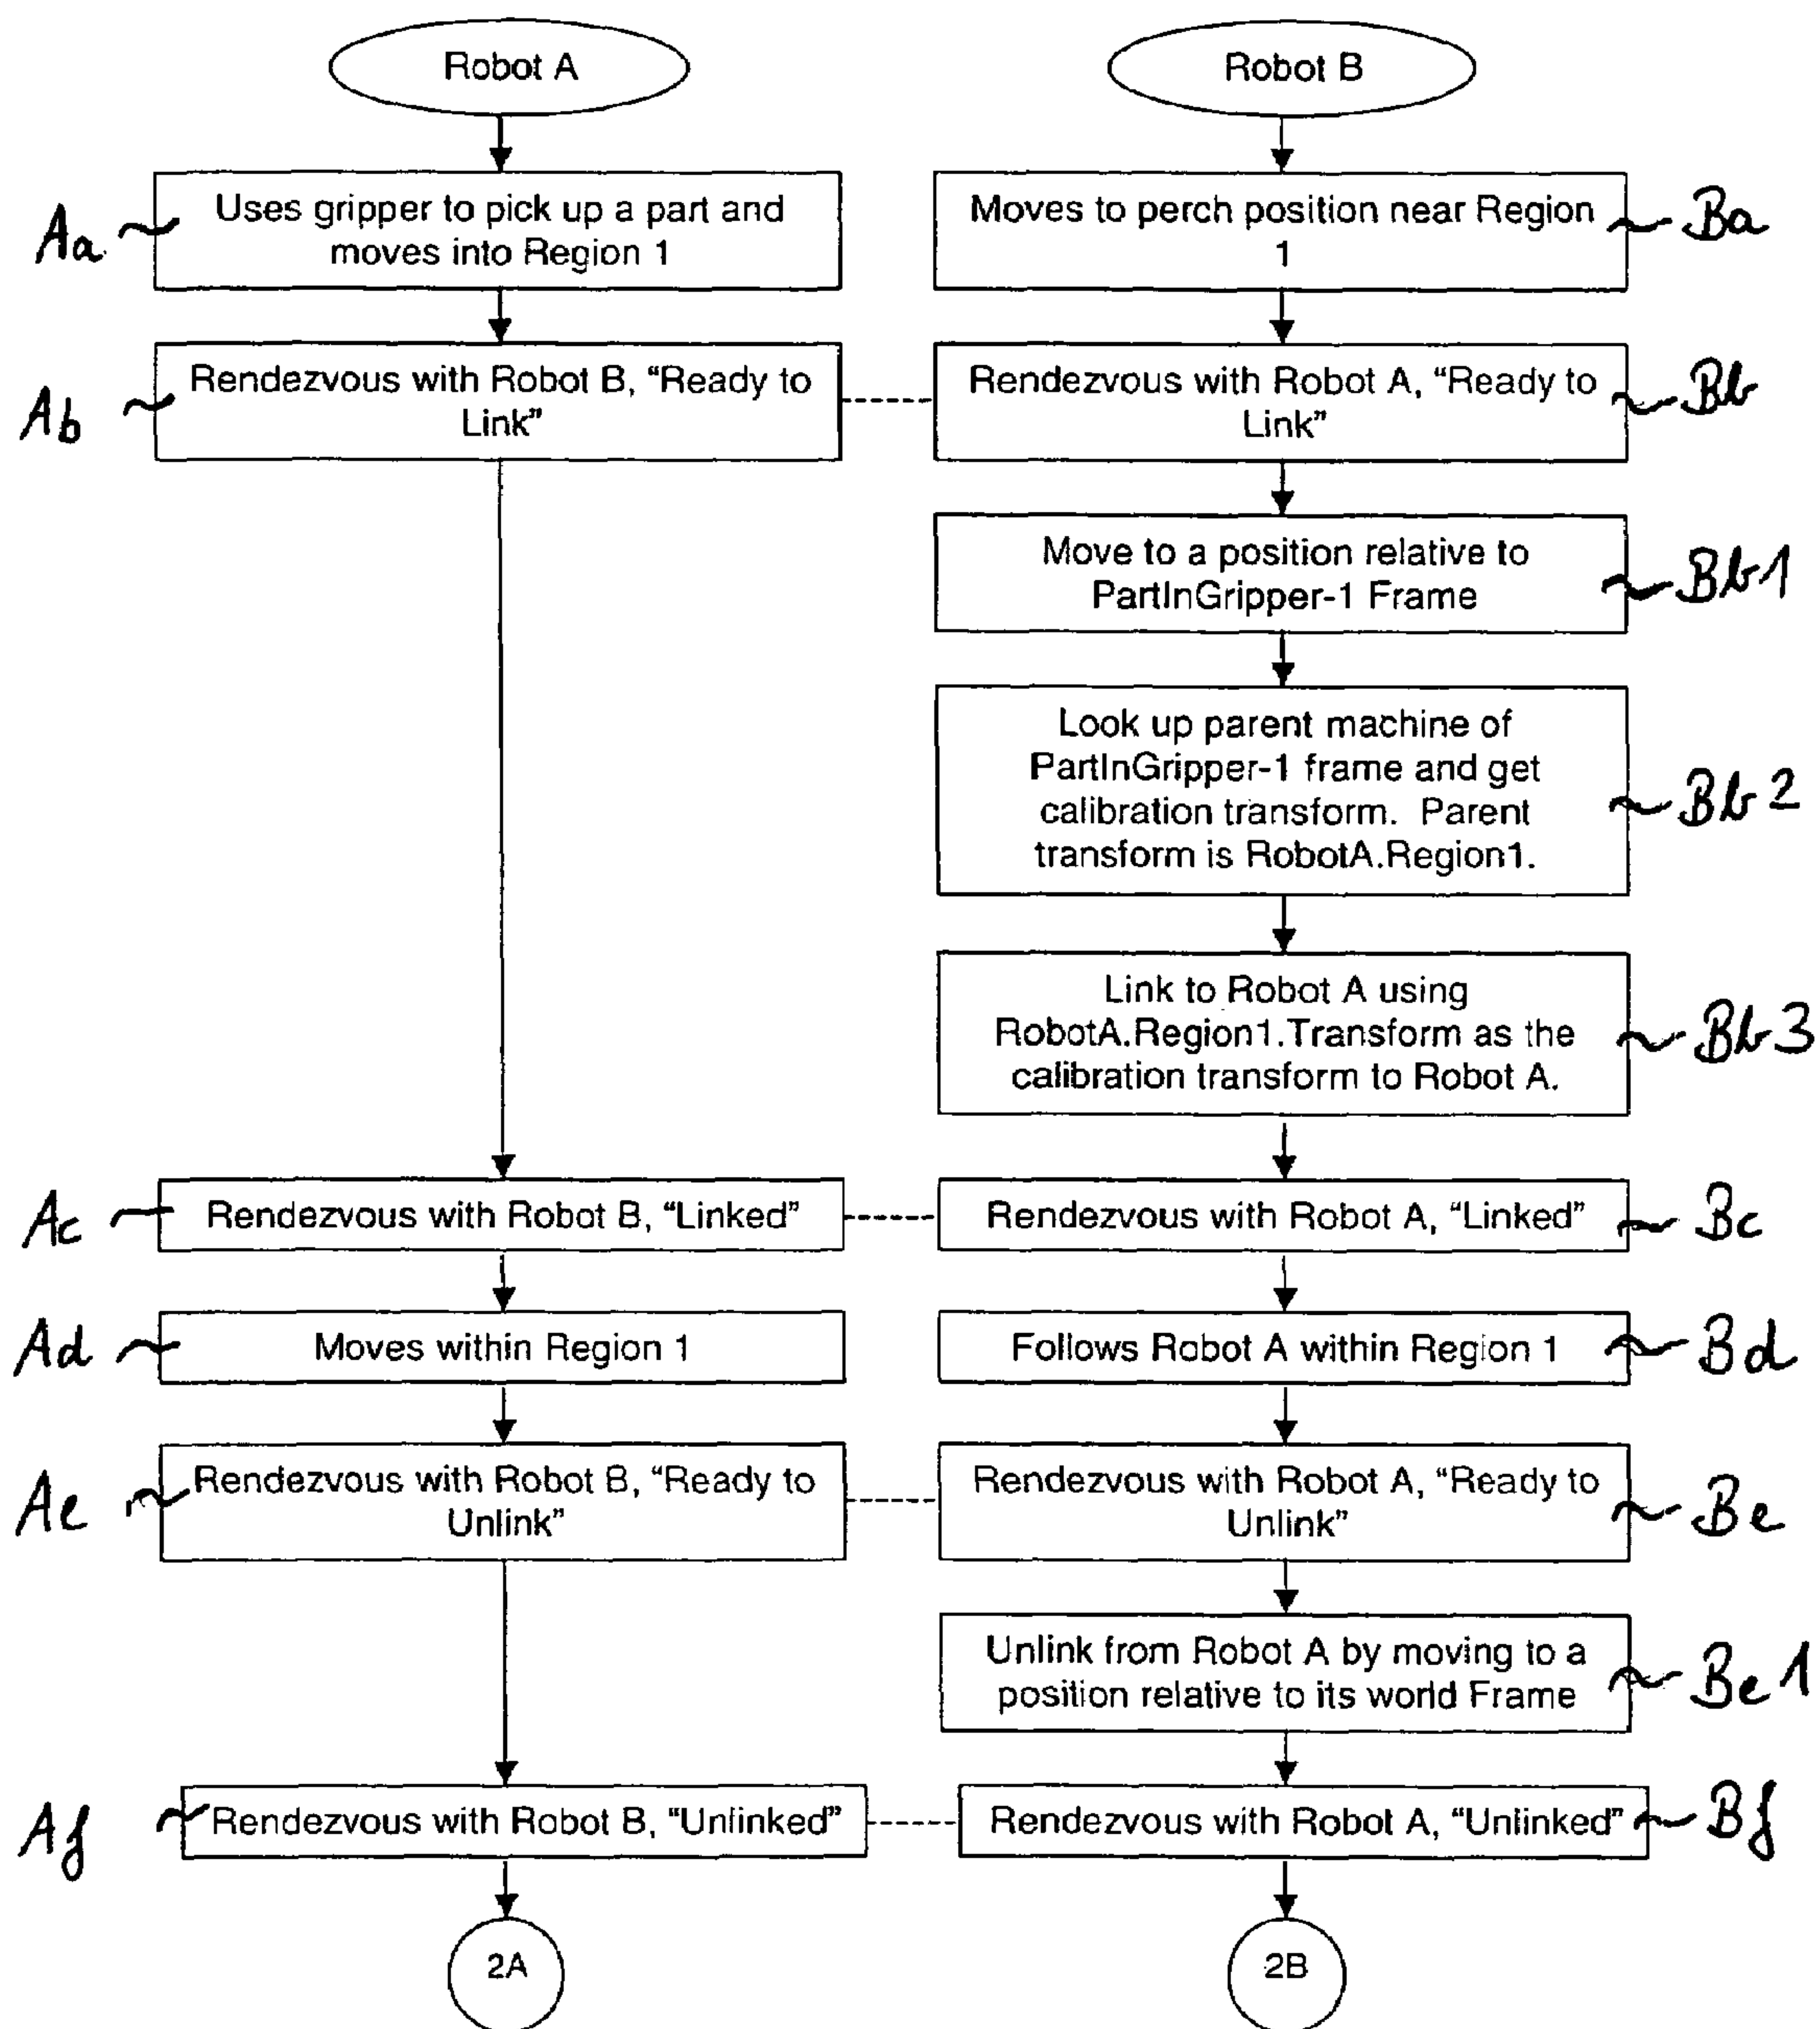 Robot A
Robot B
Aa
Uses gripper to pick up a part and
moves into Region 1
Moves to perch position near Region
1
Ba
Ab
Rendezvous with Robot B, “Ready to
Link”
Rendezvous with Robot A, “Ready to
Link”
Bb
Move to a position relative to
PartInGripper-1 Frame
Bb1
Look up parent machine of
PartInGripper-1 frame and get
calibration transform. Parent
transform is RobotA.Region1.
Bb2
Link to Robot A using
RobotA.Region1.Transform as the
calibration transform to Robot A.
Bb3
Ac
Rendezvous with Robot B, “Linked”
Rendezvous with Robot A, “Linked”
Bc
Ad
Moves within Region 1
Follows Robot A within Region 1
Bd
Ae
Rendezvous with Robot B, “Ready to
Unlink”
Rendezvous with Robot A, “Ready to
Unlink”
Be
Unlink from Robot A by moving to a
position relative to its world Frame
Be1
Af
Rendezvous with Robot B, “Unlinked”
Rendezvous with Robot A, “Unlinked”
Bf
2A
2B